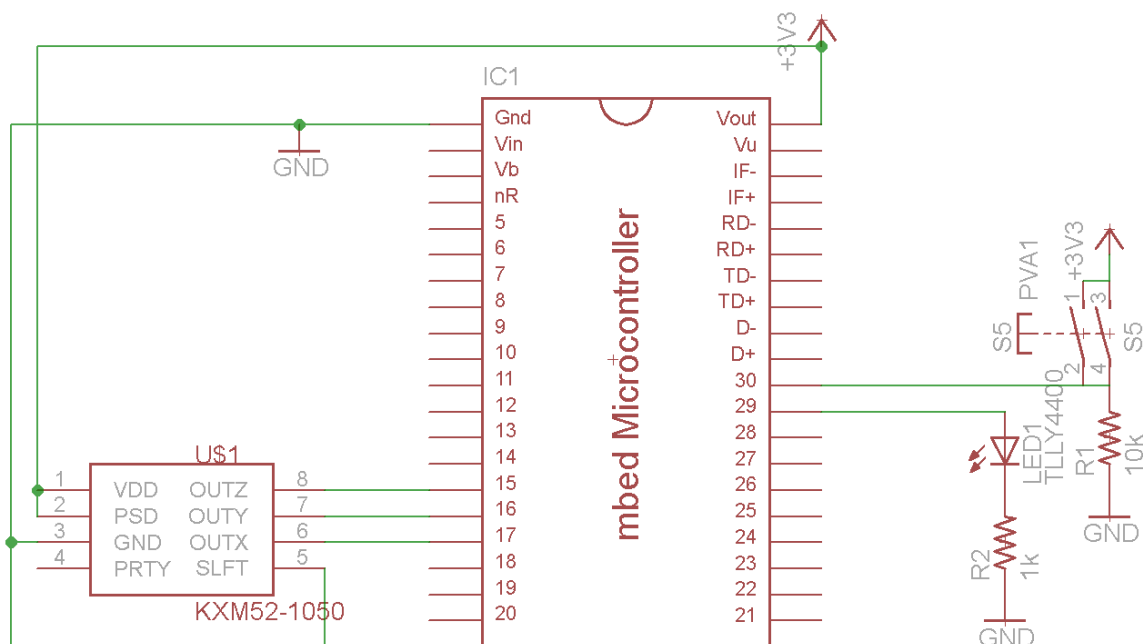 +3V3
IC1
Gnd
Vin
Vb
nR
5
6
7
8
9
10
11
12
13
14
15
16
17
18
19
20
Vout
Vu
IF-
IF+
RD-
RD+
TD-
TD+
D-
D+
30
29
28
27
26
25
24
23
22
21
mbed Microcontroller
GND
U$1
1
2
3
4
VDD
PSD
GND
PRTY
OUTZ
OUTY
OUTX
SLFT
8
7
6
5
KXM52-1050
+3V3
PVA1
S5
1
3
2
4
S5
LED1
TLLY4400
R1
10k
GND
R2
1k
GND